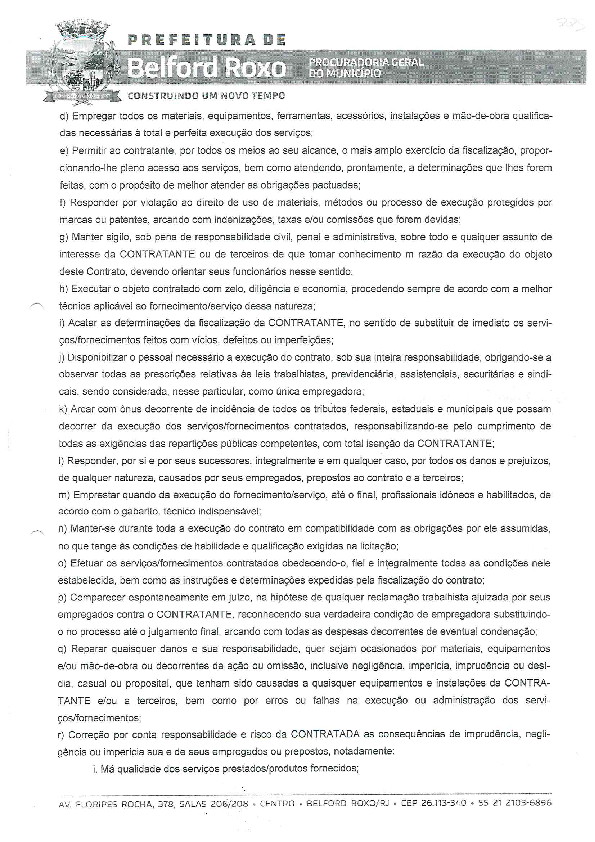 PREFEITURA DE
Belford Roxo
PROCURADORIA GERAL
DO MUNICÍPIO
CONSTRUINDO UM NOVO TEMPO
d) Empregar todos os materiais, equipamentos, ferramentas, acessórios, instalações e mão-de-obra qualifica-
das necessárias à total e perfeita execução dos serviços;
e) Permitir ao contratante, por todos os meios ao seu alcance, o mais amplo exercício da fiscalização, propor-
cionando-lhe pleno acesso aos serviços, bem como atendendo, prontamente, a determinações que lhes forem
feitas, com o propósito de melhor atender as obrigações pactuadas;
f) Responder por violação ao direito de uso de materiais, métodos ou processo de execução protegidos por
marcas ou patentes, arcando com indenizações, taxas e/ou comissões que forem devidas;
g) Manter sigilo, sob pena de responsabilidade civil, penal e administrativa, sobre todo e qualquer assunto de
interesse da CONTRATANTE ou de terceiros de que tomar conhecimento m razão da execução do objeto
deste Contrato, devendo orientar seus funcionários nesse sentido.
h) Executar o objeto contratado com zelo, diligência e economia, procedendo sempre de acordo com a melhor
técnica aplicável ao fornecimento/serviço dessa natureza;
i) Acatar as determinações da fiscalização da CONTRATANTE, no sentido de substituir de imediato os servi-
ços/fornecimentos feitos com vícios, defeitos ou imperfeições;
j) Disponibitizar o pessoal necessário a execução do contrato, sob sua inteira responsabilidade, obrigando-se a
observar todas as prescrições relativas às leis trabalhistas, previdenciária, assistenciais, securitárias e sindi-
cais, sendo considerada, nesse particular, como única empregadora;
k) Arcar com ônus decorrente de incidência de todos os tributos federais, estaduais e municipais que possam
decorrer da execução dos serviços/fornecimentos contratados, responsabilizando-se pelo cumprimento de
todas as exigências das repartições públicas competentes, com total isenção da CONTRATANTE;
l) Responder, por si e por seus sucessores, integralmente e em qualquer caso, por todos os danos e prejuízos,
de qualquer natureza, causados por seus empregados, prepostos ao contrato e a terceiros;
m) Emprestar quando da execução do fornecimento/serviço, até o final, profissionais idôneos e habilitados, de
acordo com o gabarito, técnico indispensável;
n) Manter-se durante toda a execução do contrato em compatibilidade com as obrigações por ele assumidas,
no que tange às condições de habilidade e qualificação exigidas na licitação;
o) Efetuar os serviços/fornecimentos contratados obedecendo-o, fiel e integralmente todas as condições nele
estabelecida, bem como as instruções e determinações expedidas pela fiscalização do contrato;
p) Comparecer espontaneamente em juízo, na hipótese de qualquer reclamação trabalhista ajuizada por seus
empregados contra o CONTRATANTE, reconhecendo sua verdadeira condição de empregadora substituindo-
o no processo até o julgamento final, arcando com todas as despesas decorrentes de eventual condenação;
q) Reparar quaisquer danos e sua responsabilidade, quer sejam ocasionados por materiais, equipamentos
e/ou mão-de-obra ou decorrentes da ação ou omissão, inclusive negligência, imperícia, imprudência ou desí-
dia, casual ou proposital, que tenham sido causadas a quaisquer equipamentos e instalações da CONTRA-
TANTE e/ou a terceiros, bem como por erros ou falhas na execução ou administração dos servi-
ços/fornecimentos;
r) Correção por conta responsabilidade e risco da CONTRATADA as consequências de imprudência, negli-
gência ou imperícia sua e de seus empregados ou prepostos, notadamente:
i. Má qualidade dos serviços prestados/produtos fornecidos;
AV. FLORIPES ROCHA, 378, SALAS 206/208 • CENTRO • BELFORD ROXO/RJ • CEP 26.113-340 • 55 21 2103-6896